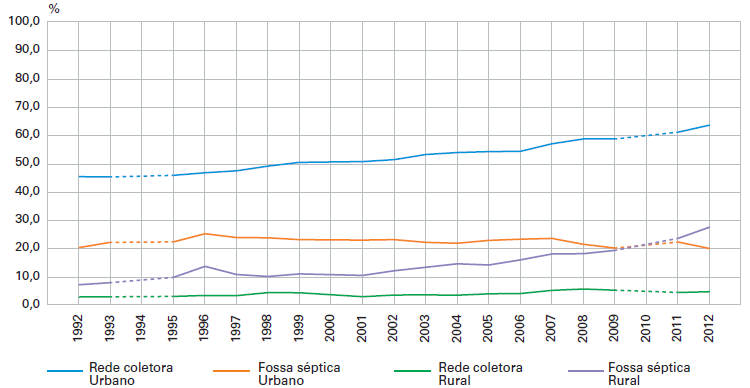 %
100,0
90,0
80,0
70,0
60,0
50,0
40,0
30,0
20,0
10,0
0,0
1992 1993 1994 1995 1996 1997 1998 1999 2000 2001 2002 2003 2004 2005 2006 2007 2008 2009 2010 2011 2012
Rede coletora Urbano
Fossa séptica Urbano
Rede coletora Rural
Fossa séptica Rural